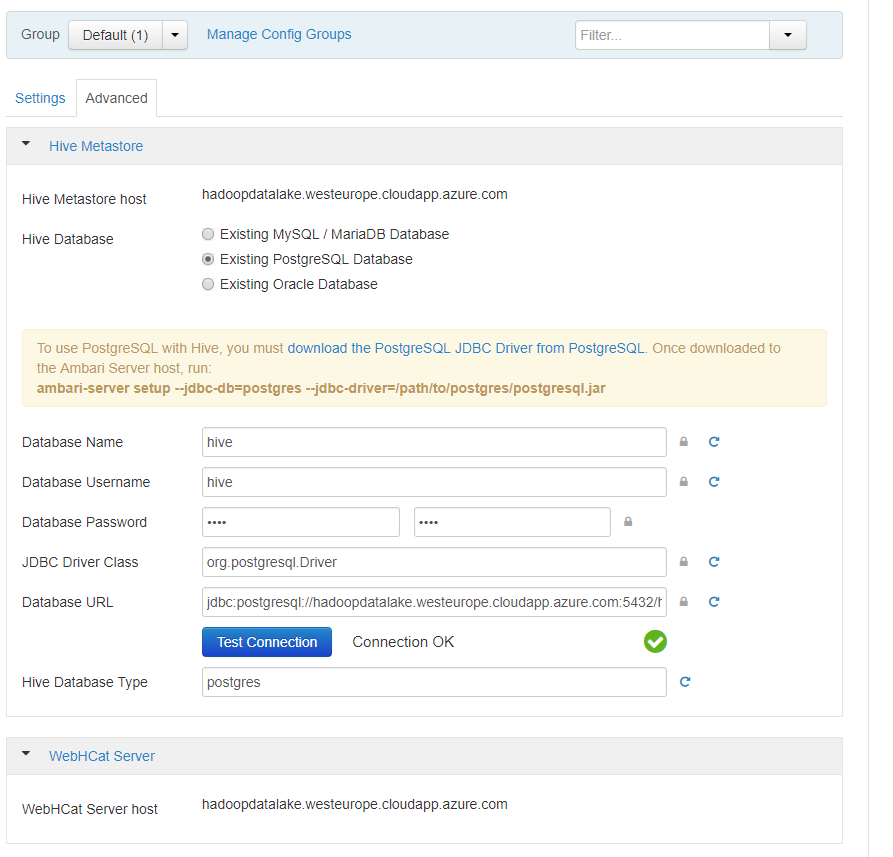 Group Default (1) Manage Config Groups Filter...
Settings Advanced
Hive Metastore
Hive Metastore host hadoopdatalake.westeurope.cloudapp.azure.com
Hive Database
Existing MySQL / MariaDB Database
Existing PostgreSQL Database
Existing Oracle Database
To use PostgreSQL with Hive, you must download the PostgreSQL JDBC Driver from PostgreSQL. Once downloaded to
the Ambari Server host, run:
ambari-server setup --jdbc-db=postgres --jdbc-driver=/path/to/postgres/postgresql.jar
Database Name hive
Database Username hive
Database Password •••• ••••
JDBC Driver Class org.postgresql.Driver
Database URL jdbc:postgresql://hadoopdatalake.westeurope.cloudapp.azure.com:5432/h
Test Connection Connection OK
Hive Database Type postgres
WebHCat Server
WebHCat Server host hadoopdatalake.westeurope.cloudapp.azure.com